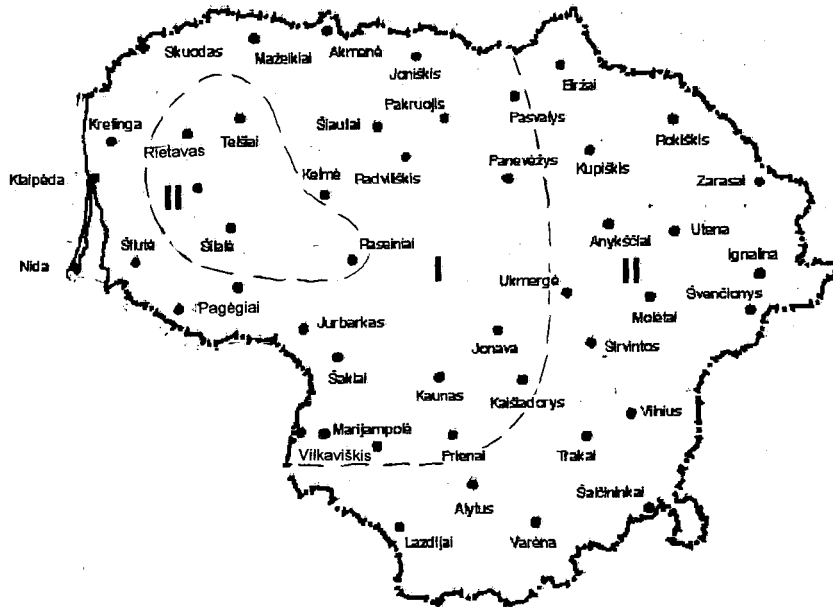 Skuodas
Mažeikiai
Akmenė
Joniškis
Biržai
Pakruojis
Pasvalys
Kretinga
Rietavas
Telšiai
Šiauliai
Rokiškis
Radviliškis
Panevėžys
Kupiškis
Klaipėda
II
Kelmė
Zarasai
Šilutė
Šilalė
Raseiniai
Anykščiai
Utena
Nida
I
II
Ignalina
Ukmergė
Pagėgiai
Molėtai
Švenčionys
Jurbarkas
Jonava
Širvintos
Šakiai
Kaunas
Kaišiadorys
Vilnius
Marijampolė
Vilkaviškis
Prienai
Trakai
Alytus
Šalčininkai
Lazdijai
Varėna